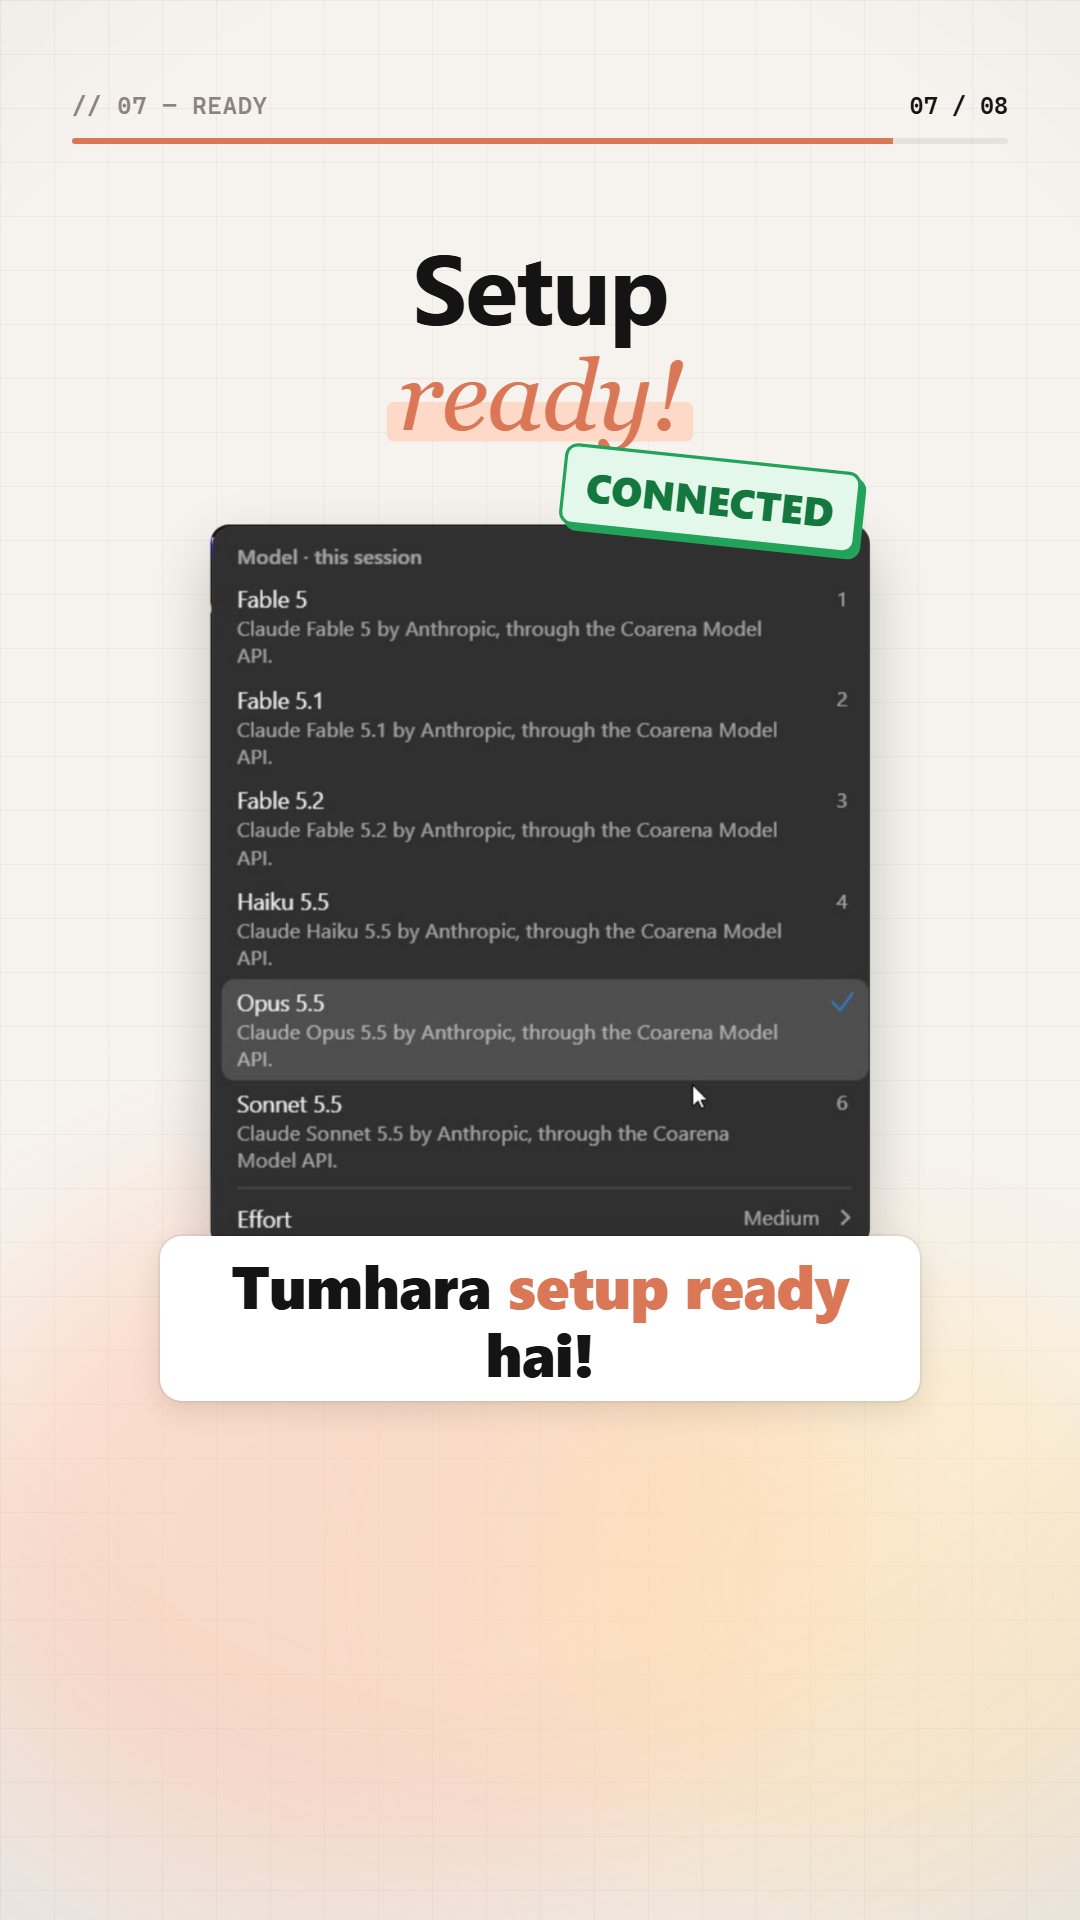 // 07 — READY
07 / 08
Setup
ready!
CONNECTED
Model · this session
Fable 5
1
Claude Fable 5 by Anthropic, through the Coarena Model
API.
Fable 5.1
2
Claude Fable 5.1 by Anthropic, through the Coarena Model
API.
Fable 5.2
3
Claude Fable 5.2 by Anthropic, through the Coarena Model
API.
Haiku 5.5
4
Claude Haiku 5.5 by Anthropic, through the Coarena Model
API.
Opus 5.5
Claude Opus 5.5 by Anthropic, through the Coarena Model
API.
Sonnet 5.5
6
Claude Sonnet 5.5 by Anthropic, through the Coarena
Model API.
Effort
Medium
Tumhara setup ready
hai!